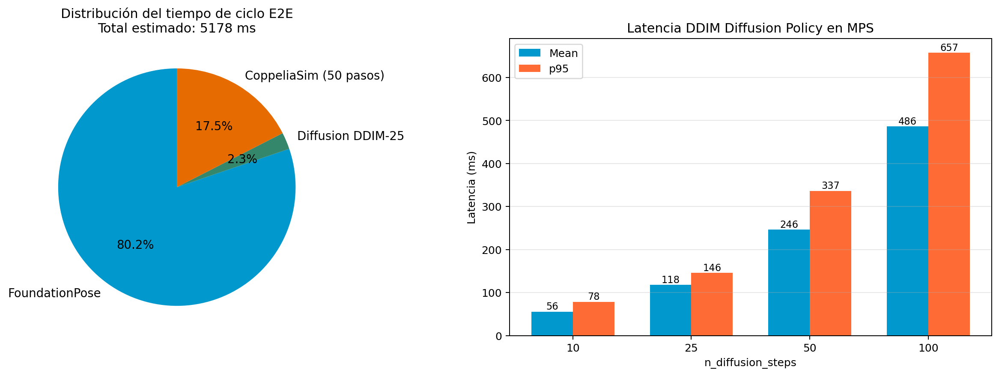 Distribución del tiempo de ciclo E2E
Total estimado: 5178 ms
CoppeliaSim (50 pasos)
17.5%
Diffusion DDIM-25
2.3%
80.2%
FoundationPose
Latencia DDIM Diffusion Policy en MPS
Mean
p95
Latencia (ms)
600
500
400
300
200
100
0
56
78
118
146
246
337
486
657
10
25
50
100
n_diffusion_steps